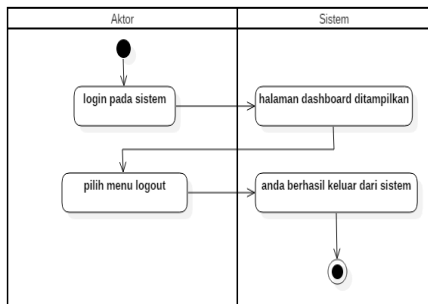 Aktor
Sistem
login pada sistem
halaman dashboard ditampilkan
pilih menu logout
anda berhasil keluar dari sistem